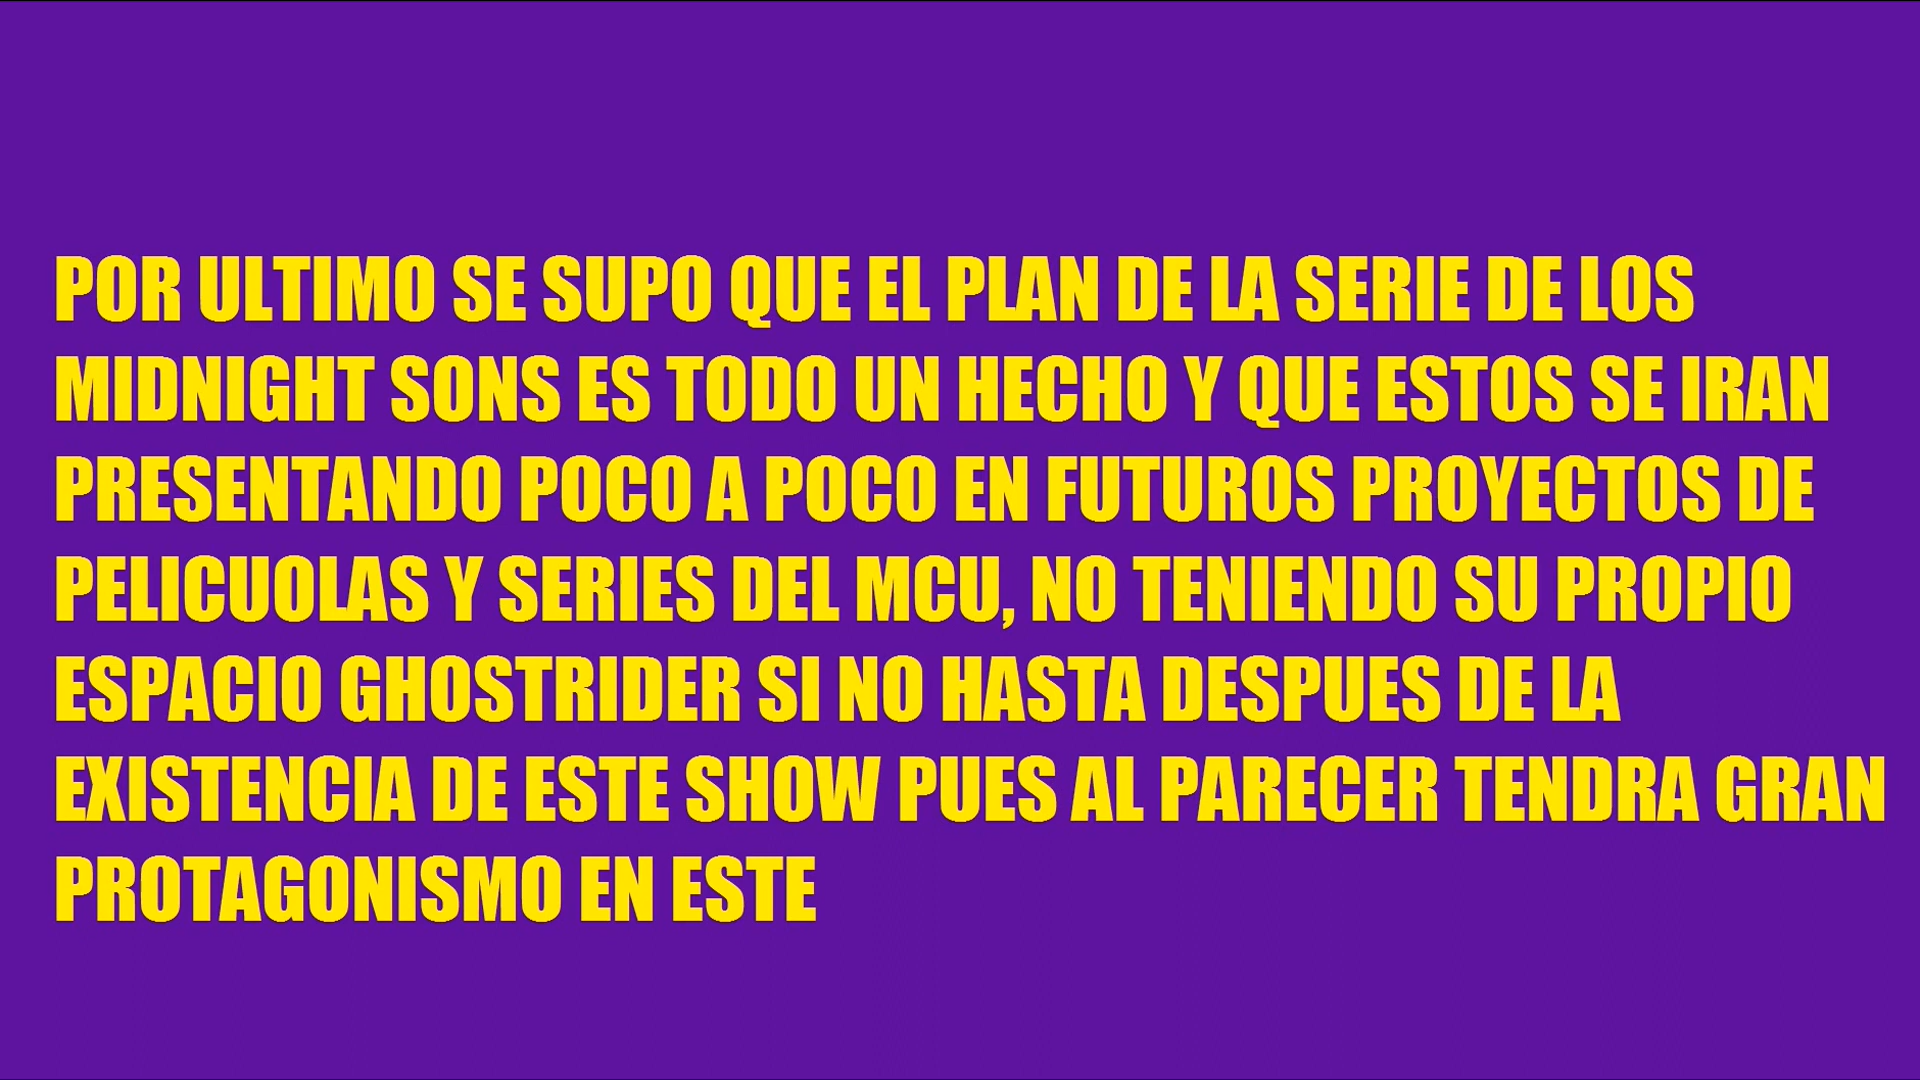 POR ULTIMO SE SUPO QUE EL PLAN DE LA SERIE DE LOS
MIDNIGHT SONS ES TODO UN HECHO Y QUE ESTOS SE IRAN
PRESENTANDO POCO A POCO EN FUTUROS PROYECTOS DE
PELICUOLAS Y SERIES DEL MCU, NO TENIENDO SU PROPIO
ESPACIO GHOSTRIDER SI NO HASTA DESPUES DE LA
EXISTENCIA DE ESTE SHOW PUES AL PARECER TENDRA GRAN
PROTAGONISMO EN ESTE